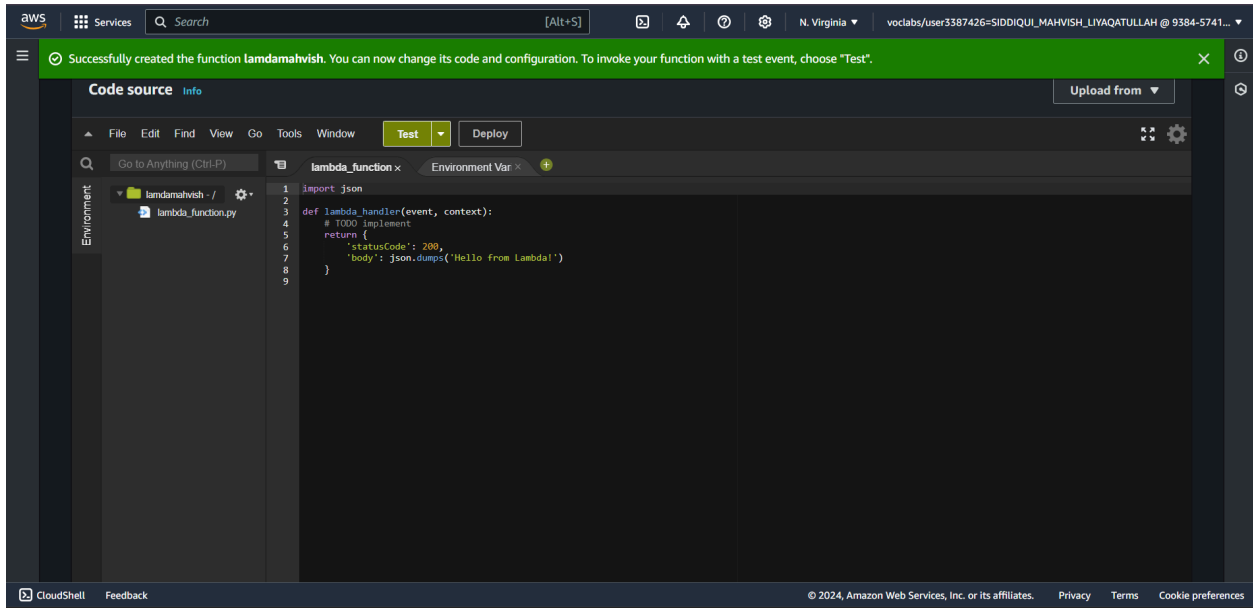 aws Services Search [Alt+S] N. Virginia ▼ voclabs/user3387426=SIDDIQUI_MAHVISH_LIYAQATULLAH @ 9384-5741... ▼
Successfully created the function lamdamahvish. You can now change its code and configuration. To invoke your function with a test event, choose "Test".
Code source Info Upload from ▼
File Edit Find View Go Tools Window Test Deploy
Go to Anything (Ctrl-P) lambda_function × Environment Var ×
Environment
lamdamahvish - /
lambda_function.py
1 import json
2
3 def lambda_handler(event, context):
4     # TODO implement
5     return {
6         'statusCode': 200,
7         'body': json.dumps('Hello from Lambda!')
8     }
9
CloudShell Feedback © 2024, Amazon Web Services, Inc. or its affiliates. Privacy Terms Cookie preferences